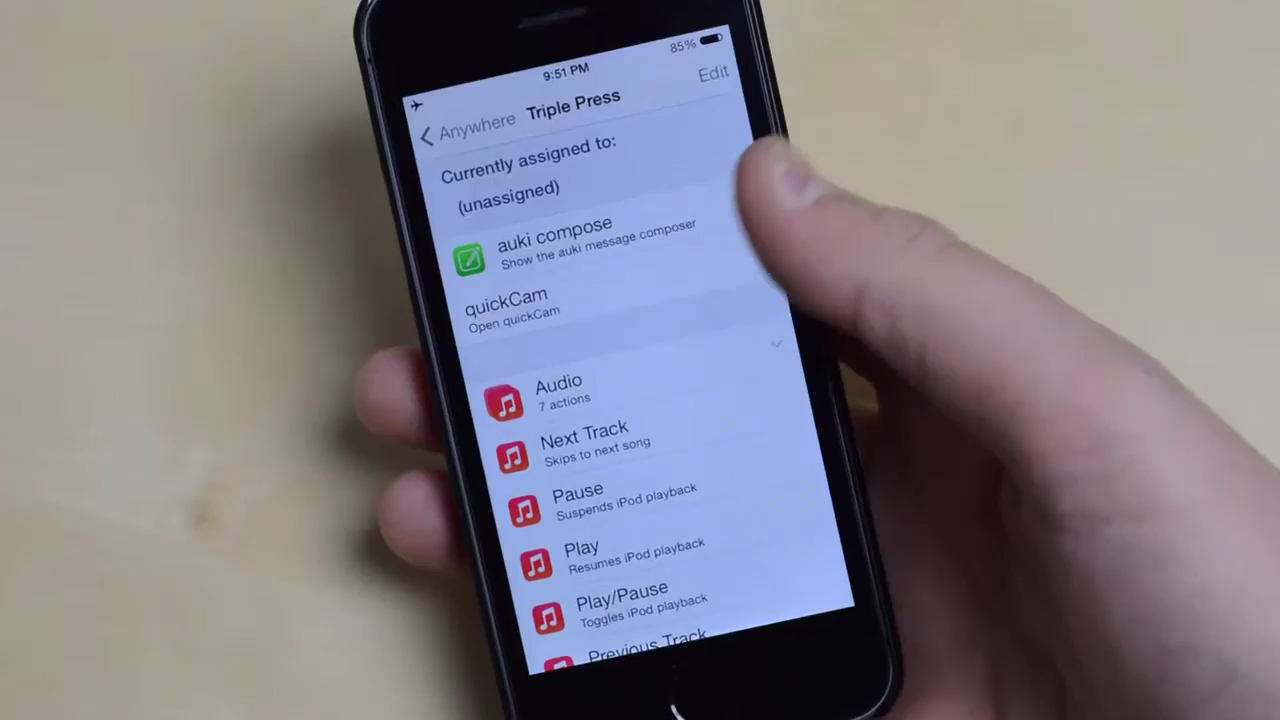 9:51 PM
85%
Anywhere
Triple Press
Edit
Currently assigned to:
(unassigned)
auki compose
Show the auki message composer
quickCam
Open quickCam
Audio
7 actions
Next Track
Skips to next song
Pause
Suspends iPod playback
Play
Resumes iPod playback
Play/Pause
Toggles iPod playback
Previous Track